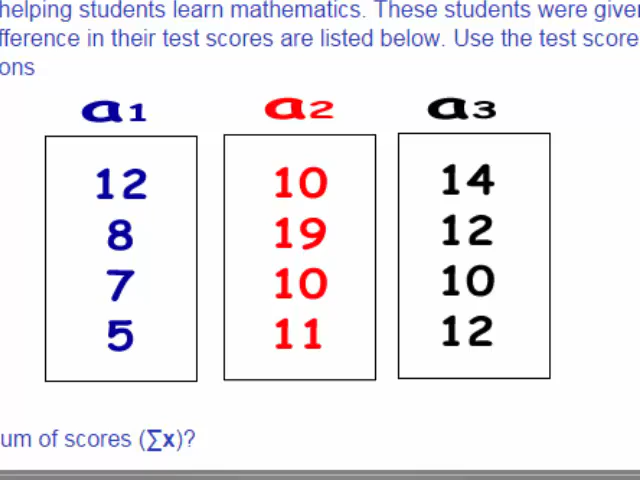 helping students learn mathematics. These students were given
fference in their test scores are listed below. Use the test score
ons
a1 a2 a3
12 10 14
8 19 12
7 10 10
5 11 12
um of scores (∑x)?